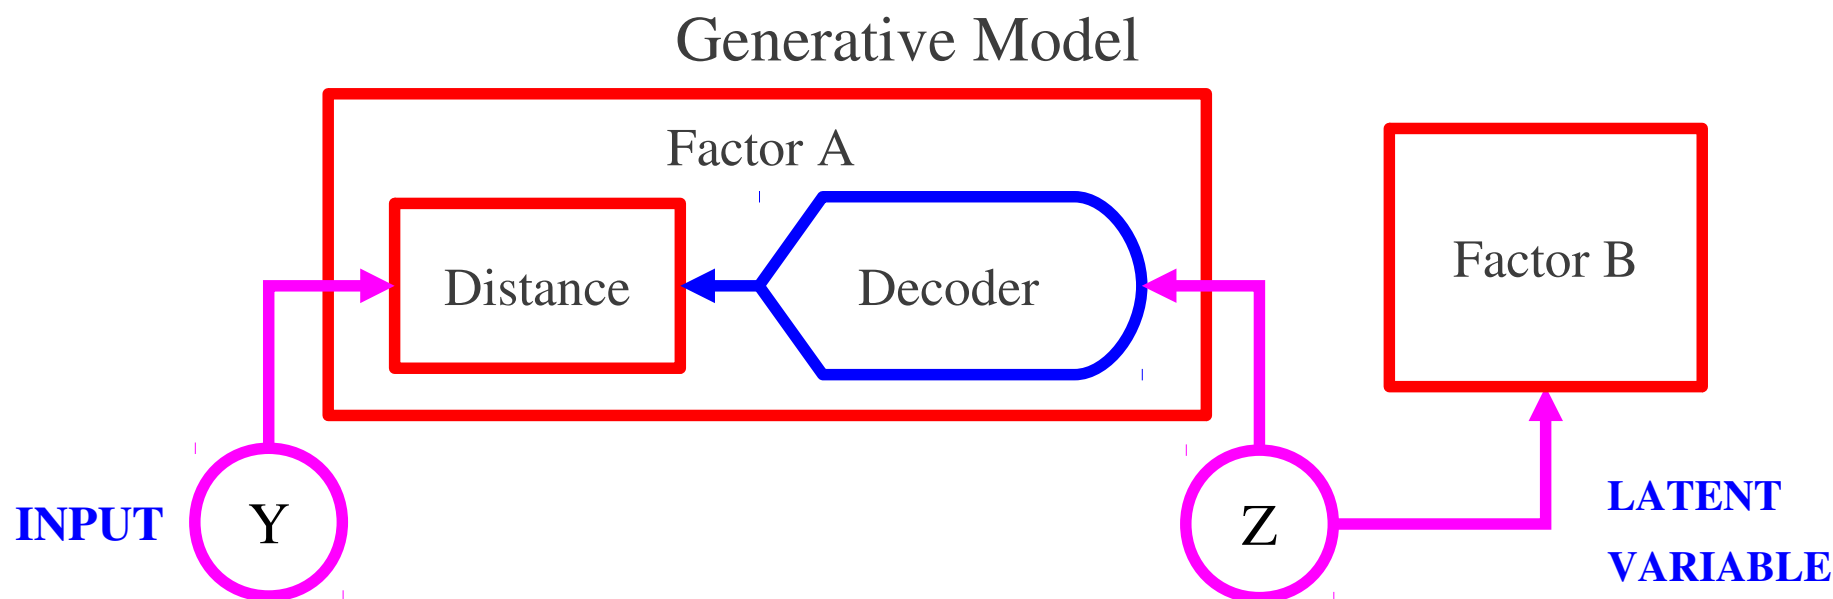 Generative Model
Factor A
Distance
Decoder
Factor B
INPUT
Y
Z
LATENT
VARIABLE